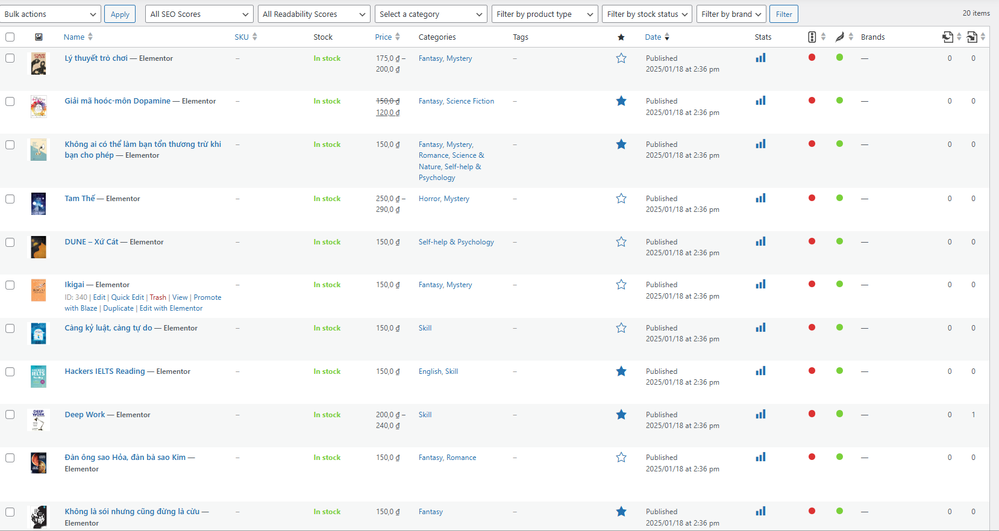 Bulk actions Apply All SEO Scores All Readability Scores Select a category Filter by product type Filter by stock status Filter by brand Filter 20 items
Name SKU Stock Price Categories Tags Date Stats Brands
Lý thuyết trò chơi — Elementor – In stock 175,0 ₫ – Fantasy, Mystery – Published — 0 0
200,0 ₫ 2025/01/18 at 2:36 pm
Giải mã hoóc-môn Dopamine — Elementor – In stock 150,0 ₫ Fantasy, Science Fiction – Published — 0 0
120,0 ₫ 2025/01/18 at 2:36 pm
Không ai có thể làm bạn tổn thương trừ khi – In stock 150,0 ₫ Fantasy, Mystery, – Published — 0 0
bạn cho phép — Elementor Romance, Science & 2025/01/18 at 2:36 pm
Nature, Self-help &
Psychology
Tam Thể — Elementor – In stock 250,0 ₫ – Horror, Mystery – Published — 0 0
290,0 ₫ 2025/01/18 at 2:36 pm
DUNE – Xứ Cát — Elementor – In stock 150,0 ₫ Self-help & Psychology – Published — 0 0
2025/01/18 at 2:36 pm
Ikigai — Elementor – In stock 150,0 ₫ Fantasy, Mystery – Published — 0 0
ID: 340 | Edit | Quick Edit | Trash | View | Promote 2025/01/18 at 2:36 pm
with Blaze | Duplicate | Edit with Elementor
IKIGAI
Càng kỷ luật, càng tự do — Elementor – In stock 150,0 ₫ Skill – Published — 0 0
2025/01/18 at 2:36 pm
Hackers IELTS Reading — Elementor – In stock 150,0 ₫ English, Skill – Published — 0 0
2025/01/18 at 2:36 pm
HACKERS
IELTS
Deep Work — Elementor – In stock 200,0 ₫ – Skill – Published — 0 1
240,0 ₫ 2025/01/18 at 2:36 pm
DEEP
WORK
Đàn ông sao Hỏa, đàn bà sao Kim — – In stock 150,0 ₫ Fantasy, Romance – Published — 0 0
Elementor 2025/01/18 at 2:36 pm
Không là sói nhưng cũng đừng là cừu — – In stock 150,0 ₫ Fantasy – Published — 0 0
Elementor 2025/01/18 at 2:36 pm